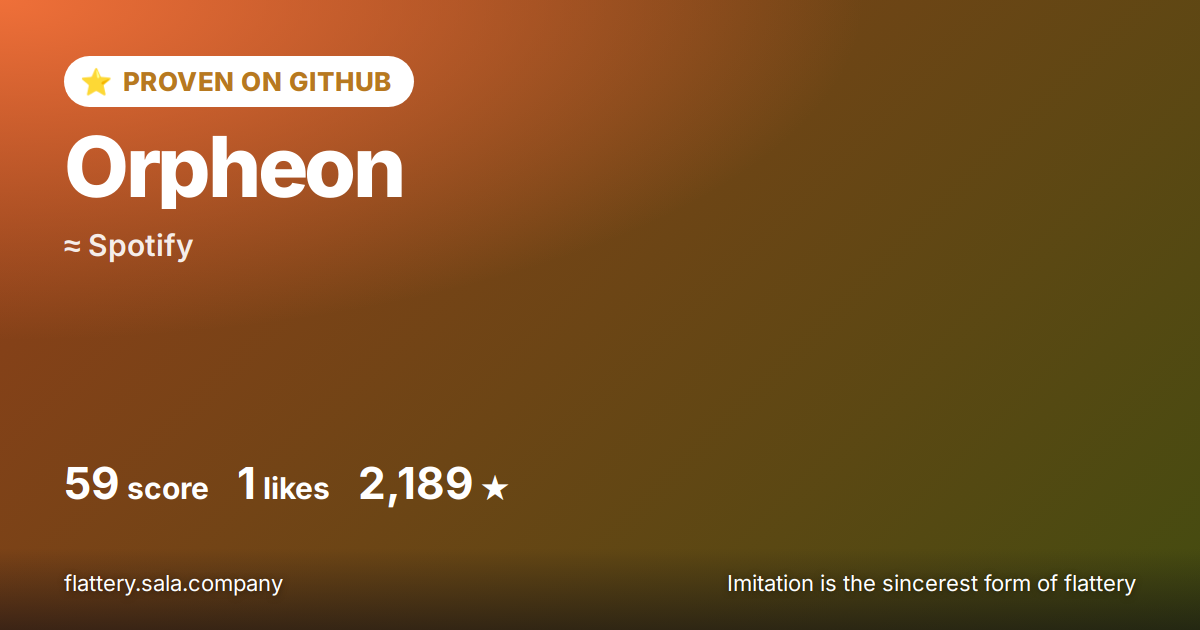 ⭐ PROVEN ON GITHUB
Orpheon
≈ Spotify
59 score 1 likes 2,189 ★
flattery.sala.company
Imitation is the sincerest form of flattery